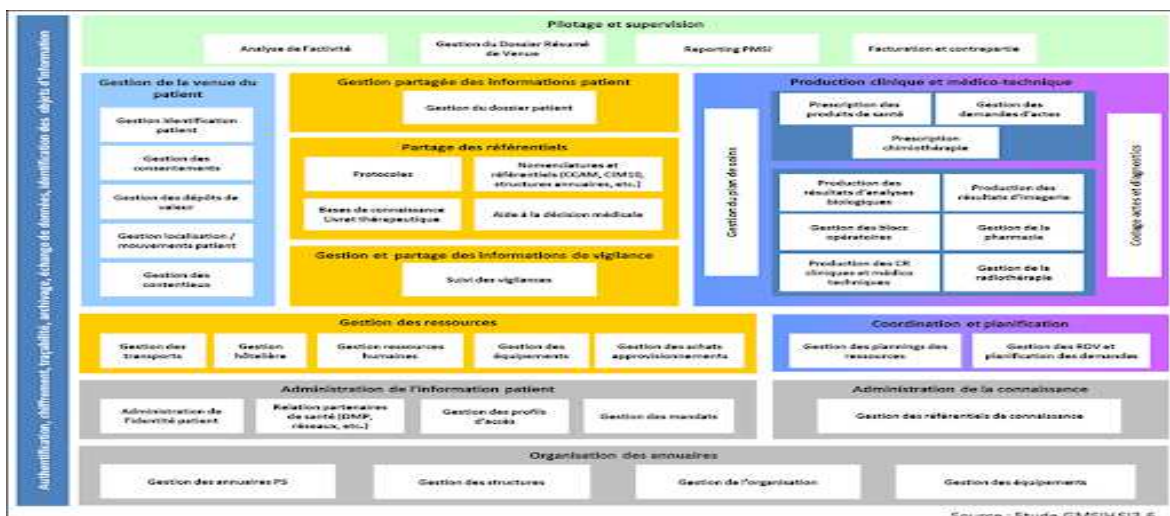 Authentification, chiffrement, traçabilité, archivage, échange de données, identification des objets d'information
Pilotage et supervision
Analyse de l'activité
Gestion du Dossier Résumé
de Venue
Reporting PMSI
Facturation et contrepartie
Gestion de la venue du
patient
Gestion identification
patient
Gestion des
consentements
Gestion des dépôts de
valeur
Gestion localisation /
mouvements patient
Gestion des
contentieux
Gestion partagée des informations patient
Gestion du dossier patient
Partage des référentiels
Protocoles
Nomenclatures et
référentiels (CCAM, CIM10,
structures annuaires, etc.)
Bases de connaissance
Livret thérapeutique
Aide à la décision médicale
Gestion et partage des informations de vigilance
Suivi des vigilances
Production clinique et médico-technique
Gestion du plan de soins
Prescription des
produits de santé
Gestion des
demandes d'actes
Prescription
chimiothérapie
Production des
résultats d'analyses
biologiques
Production des
résultats d'imagerie
Gestion des blocs
opératoires
Gestion de la
pharmacie
Production des CR
cliniques et médico
techniques
Gestion de la
radiothérapie
Codage actes et diagnostics
Gestion des ressources
Gestion des
transports
Gestion
hôtelière
Gestion ressources
humaines
Gestion des
équipements
Gestion des achats
approvisionnements
Coordination et planification
Gestion des plannings des
ressources
Gestion des RDV et
planification des demandes
Administration de l'information patient
Administration de
l'identité patient
Relation partenaires
de santé (DMP,
réseaux, etc.)
Gestion des profils
d'accès
Gestion des mandats
Administration de la connaissance
Gestion des référentiels de connaissance
Organisation des annuaires
Gestion des annuaires PS
Gestion des structures
Gestion de l'organisation
Gestion des équipements
Source : Etude GMSIH SI2.6